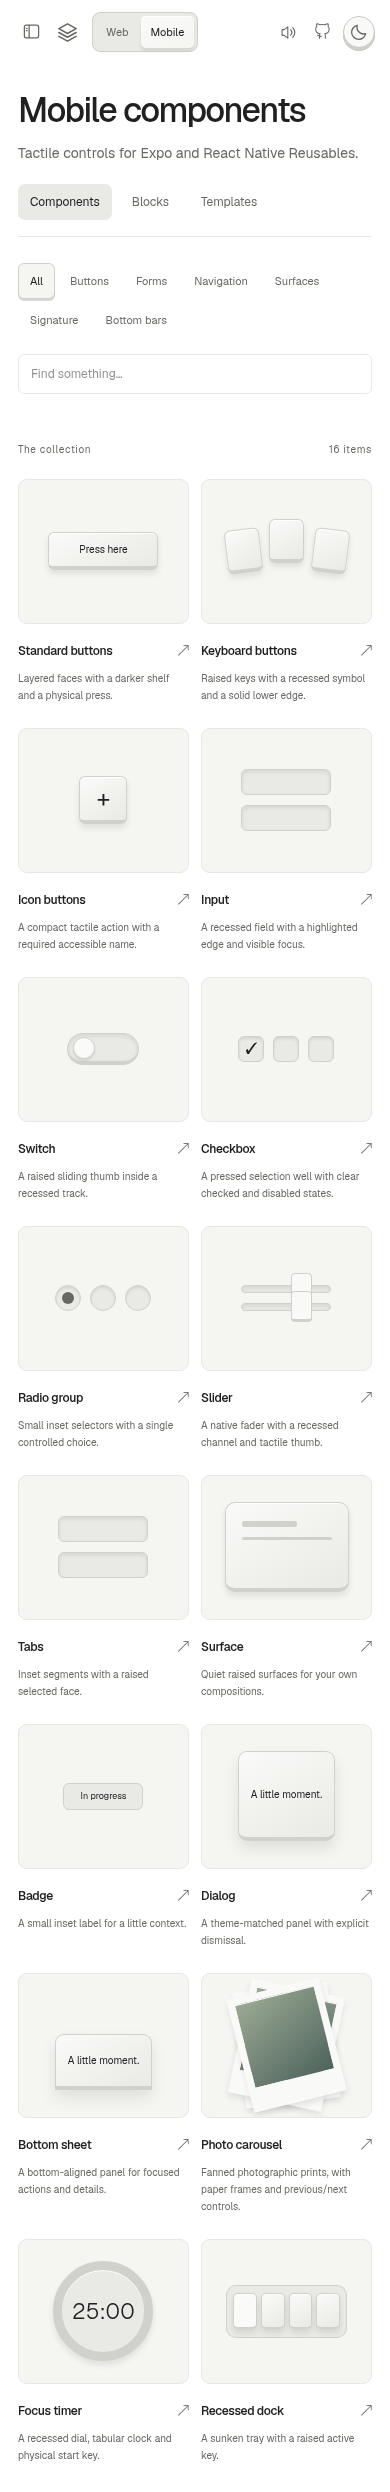 Web Mobile
Mobile components
Tactile controls for Expo and React Native Reusables.
Components Blocks Templates
All Buttons Forms Navigation Surfaces
Signature Bottom bars
Find something...
The collection 16 items
Press here
Standard buttons
Layered faces with a darker shelf
and a physical press.
Keyboard buttons
Raised keys with a recessed symbol
and a solid lower edge.
+
Icon buttons
A compact tactile action with a
required accessible name.
Input
A recessed field with a highlighted
edge and visible focus.
Switch
A raised sliding thumb inside a
recessed track.
✓
Checkbox
A pressed selection well with clear
checked and disabled states.
Radio group
Small inset selectors with a single
controlled choice.
Slider
A native fader with a recessed
channel and tactile thumb.
Tabs
Inset segments with a raised
selected face.
Surface
Quiet raised surfaces for your own
compositions.
In progress
Badge
A small inset label for a little context.
A little moment.
Dialog
A theme-matched panel with explicit
dismissal.
A little moment.
Bottom sheet
A bottom-aligned panel for focused
actions and details.
Photo carousel
Fanned photographic prints, with
paper frames and previous/next
controls.
25:00
Focus timer
A recessed dial, tabular clock and
physical start key.
Recessed dock
A sunken tray with a raised active
key.